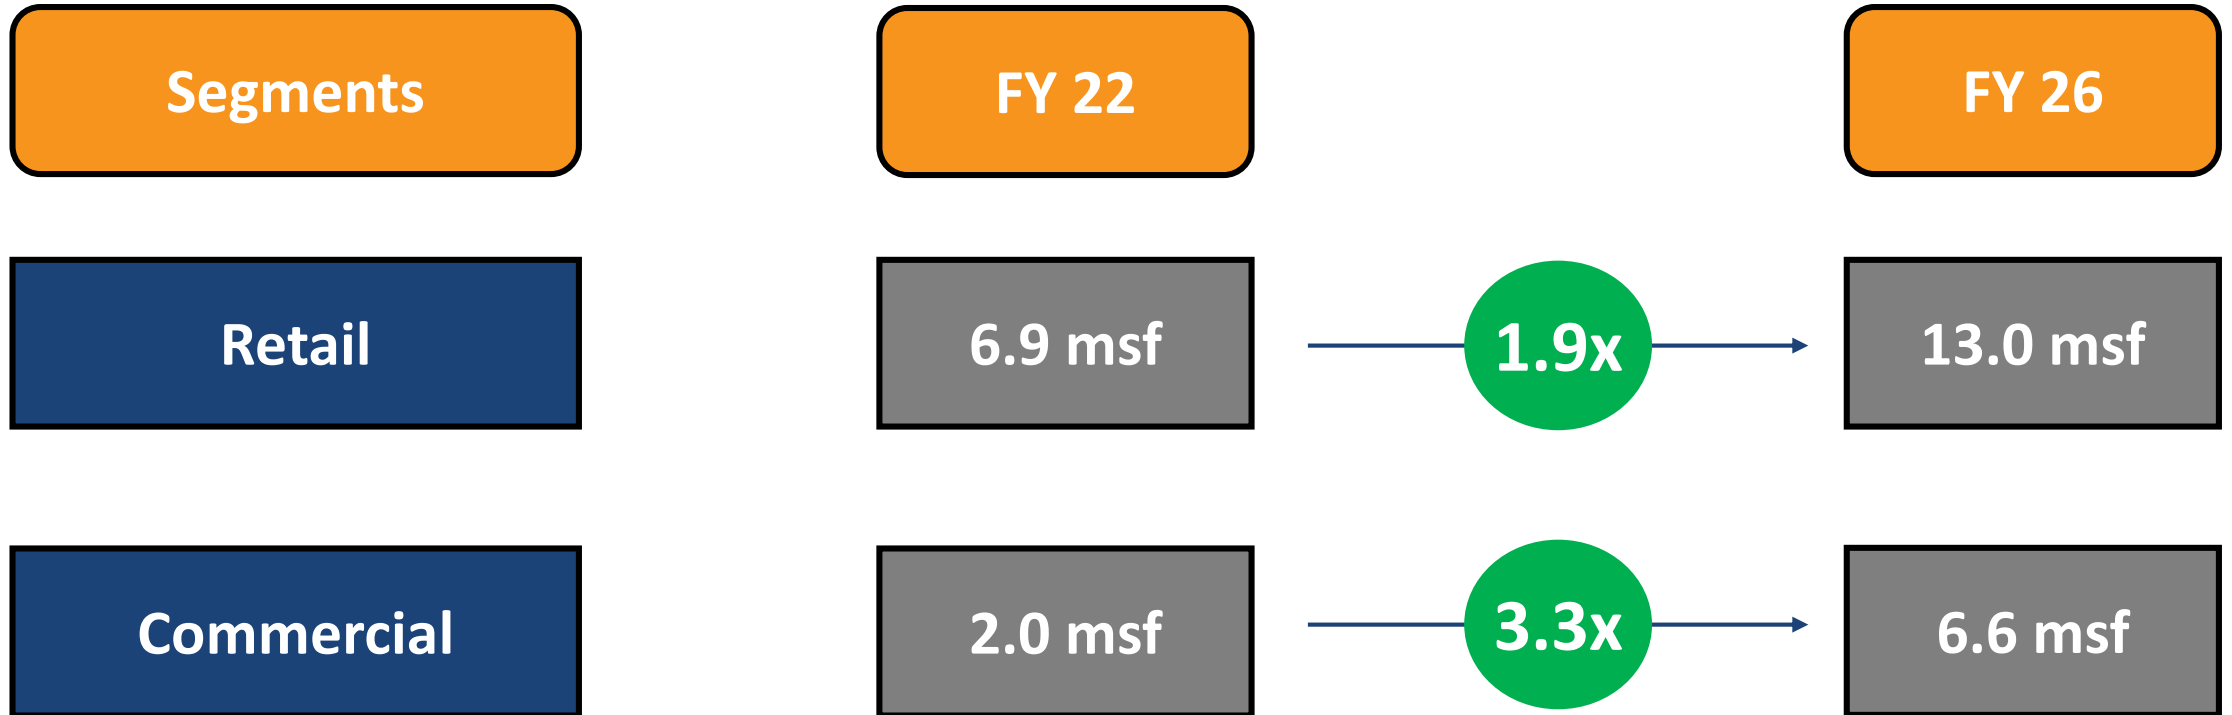 Segments
FY 22
FY 26
Retail
6.9 msf
1.9x
13.0 msf
Commercial
2.0 msf
3.3x
6.6 msf